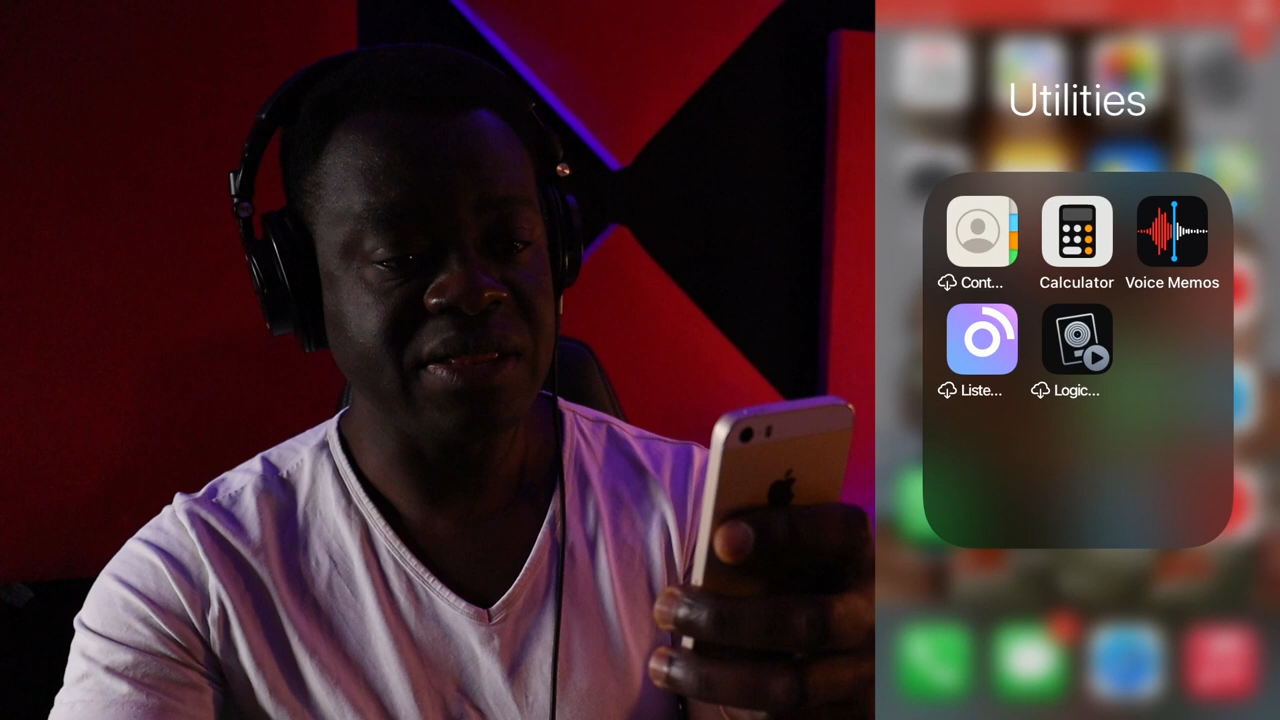 Utilities
Cont...
Calculator
Voice Memos
Liste...
Logic...